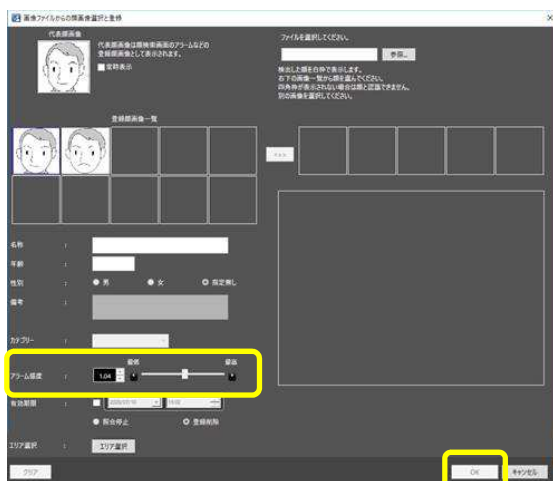 画像ファイルからの顔画像選択と登録
代表顔画像
代表顔画像は顔検索画面のアラームなどの
登録顔画像として表示されます。
常時表示
ファイルを選択してください。
参照...
検出した顔を白枠で表示します。
右下の画像一覧から顔を選んでください。
四角枠が表示されない場合は顔と認識できません。
別の画像を選択してください。
登録顔画像一覧
<<<
名称 :
年齢 :
性別 : 男 女 指定無し
備考 :
カテゴリー :
最低 最高
アラーム感度 : 1.04
有効期限 :
照合停止 登録削除
エリア選択 : エリア選択
クリア OK キャンセル